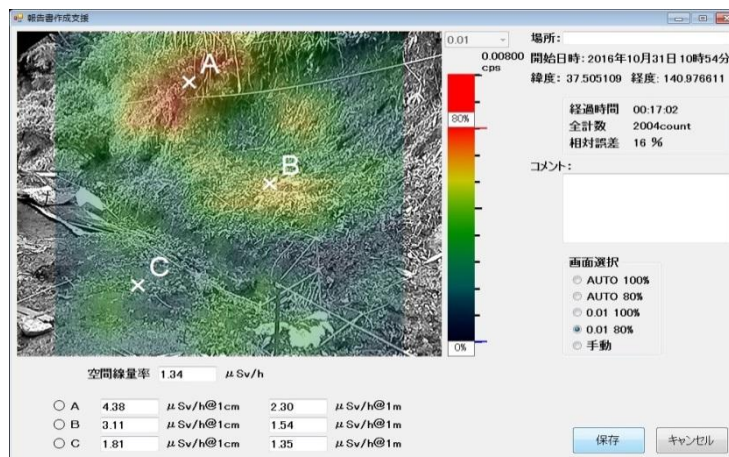 報告書作成支援
A
B
C
0.01
0.00800
cps
80%
0%
場所:
開始日時: 2016年10月31日 10時54分
緯度: 37.505109 経度: 140.976611
経過時間 00:17:02
全計数 2004count
相対誤差 16 %
コメント:
画面選択
AUTO 100%
AUTO 80%
0.01 100%
0.01 80%
手動
空間線量率 1.34 μSv/h
A 4.38 μSv/h@1cm 2.30 μSv/h@1m
B 3.11 μSv/h@1cm 1.54 μSv/h@1m
C 1.81 μSv/h@1cm 1.35 μSv/h@1m
保存 キャンセル